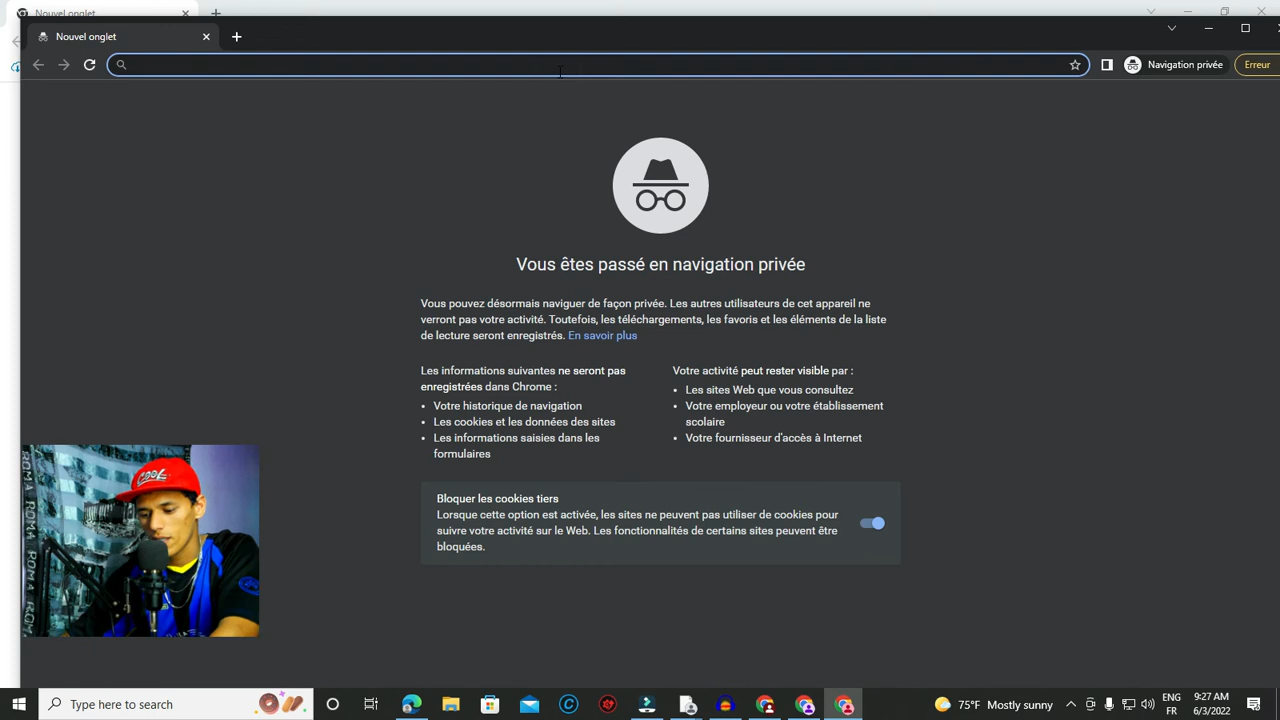 Nouvel onglet
Nouvel onglet
Navigation privée
Erreur
Vous êtes passé en navigation privée
Vous pouvez désormais naviguer de façon privée. Les autres utilisateurs de cet appareil ne
verront pas votre activité. Toutefois, les téléchargements, les favoris et les éléments de la liste
de lecture seront enregistrés. En savoir plus
Les informations suivantes ne seront pas
enregistrées dans Chrome :
• Votre historique de navigation
• Les cookies et les données des sites
• Les informations saisies dans les
formulaires
Votre activité peut rester visible par :
• Les sites Web que vous consultez
• Votre employeur ou votre établissement
scolaire
• Votre fournisseur d'accès à Internet
Bloquer les cookies tiers
Lorsque cette option est activée, les sites ne peuvent pas utiliser de cookies pour
suivre votre activité sur le Web. Les fonctionnalités de certains sites peuvent être
bloquées.
ROMA ROMA ROMA
COOL
Type here to search
75°F Mostly sunny
ENG
FR
9:27 AM
6/3/2022